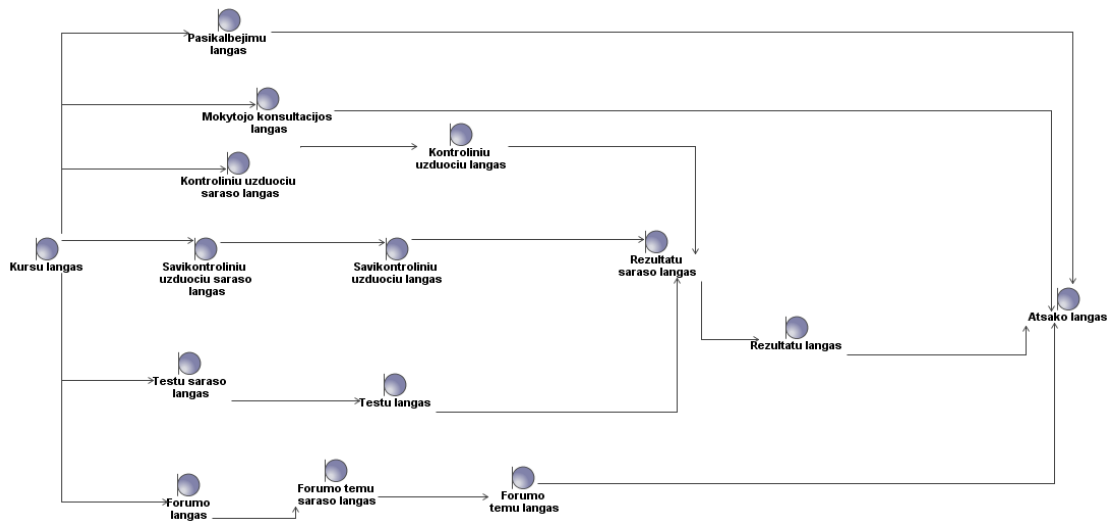 Pasikalbejimu
langas
Mokytojo konsultacijos
langas
Kontroliniu
uzduociu langas
Kontroliniu uzduociu
saraso langas
Kursu langas
Savikontroliniu
uzduociu saraso
langas
Savikontroliniu
uzduociu langas
Rezultatu
saraso langas
Atsako langas
Rezultatu langas
Testu saraso
langas
Testu langas
Forumo
langas
Forumo temu
saraso langas
Forumo
temu langas